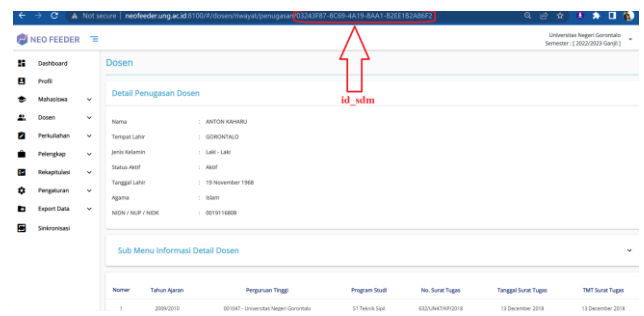 Not secure | neofeeder.ung.ac.id:8100/#/dosen/riwayat/penugasan/03243F87-8C69-4A19-8AA1-82EE1B2A86F2
NEO FEEDER
Universitas Negeri Gorontalo
Semester : [ 2022/2023 Ganjil ]
Dashboard
Profil
Mahasiswa
Dosen
Perkuliahan
Pelengkap
Rekapitulasi
Pengaturan
Export Data
Sinkronisasi
Dosen
id_sdm
Detail Penugasan Dosen
Nama : ANTON KAHARU
Tempat Lahir : GORONTALO
Jenis Kelamin : Laki - Laki
Status Aktif : Aktif
Tanggal Lahir : 19 November 1968
Agama : Islam
NIDN / NUP / NIDK : 0019116808
Sub Menu Informasi Detail Dosen
Nomer Tahun Ajaran Perguruan Tinggi Program Studi No. Surat Tugas Tanggal Surat Tugas TMT Surat Tugas
1 2009/2010 001047 - Universitas Negeri Gorontalo S1 Teknik Sipil 632/UN47/HP/2018 13 December 2018 13 December 2018